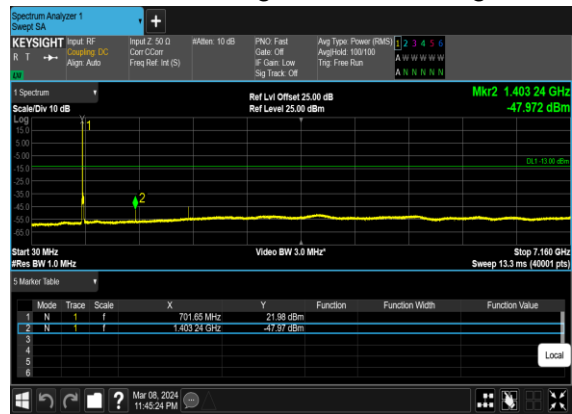 Spectrum Analyzer 1
Swept SA
+
KEYSIGHT Input: RF Input Z: 50 Ω #Atten: 10 dB PNO: Fast Avg Type: Power (RMS) 1 2 3 4 5 6
R T Coupling: DC Corr CCorr Gate: Off Avg|Hold: 100/100 A W W W W W
Align: Auto Freq Ref: Int (S) IF Gain: Low Trig: Free Run
LXI Sig Track: Off A N N N N N
1 Spectrum
Ref Lvl Offset 25.00 dB Mkr2 1.403 24 GHz
Scale/Div 10 dB Ref Level 25.00 dBm -47.972 dBm
Log
1
15.0
5.00
-5.00
DL1 -13.00 dBm
-15.0
-25.0
-35.0
2
-45.0
-55.0
-65.0
Start 30 MHz Video BW 3.0 MHz* Stop 7.160 GHz
#Res BW 1.0 MHz Sweep 13.3 ms (40001 pts)
5 Marker Table
Mode Trace Scale X Y Function Function Width Function Value
1 N 1 f 701.65 MHz 21.98 dBm
2 N 1 f 1.403 24 GHz -47.97 dBm
3
4
5
6
Local
? Mar 08, 2024
11:45:24 PM